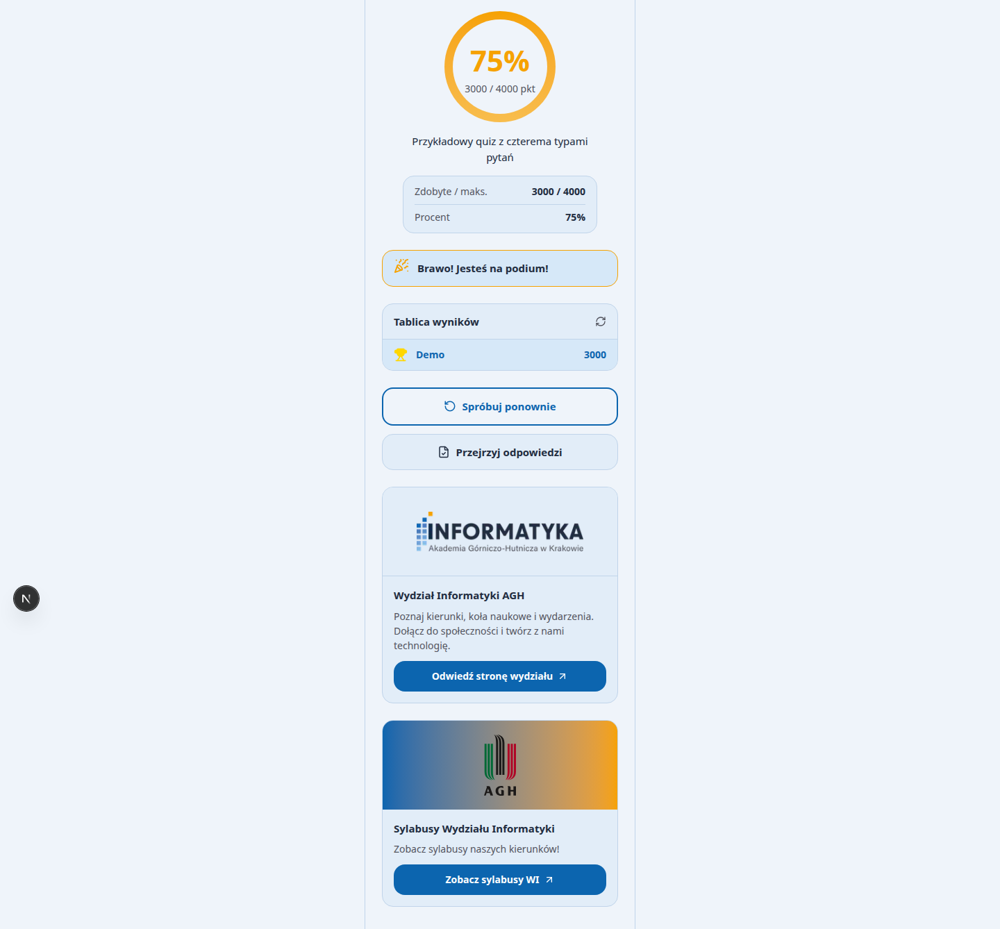 75%
3000 / 4000 pkt
Przykładowy quiz z czterema typami
pytań
Zdobyte / maks. 3000 / 4000
Procent 75%
Brawo! Jesteś na podium!
Tablica wyników
Demo 3000
Spróbuj ponownie
Przejrzyj odpowiedzi
INFORMATYKA
Akademia Górniczo-Hutnicza w Krakowie
Wydział Informatyki AGH
Poznaj kierunki, koła naukowe i wydarzenia.
Dołącz do społeczności i twórz z nami
technologię.
Odwiedź stronę wydziału
N
AGH
Sylabusy Wydziału Informatyki
Zobacz sylabusy naszych kierunków!
Zobacz sylabusy WI